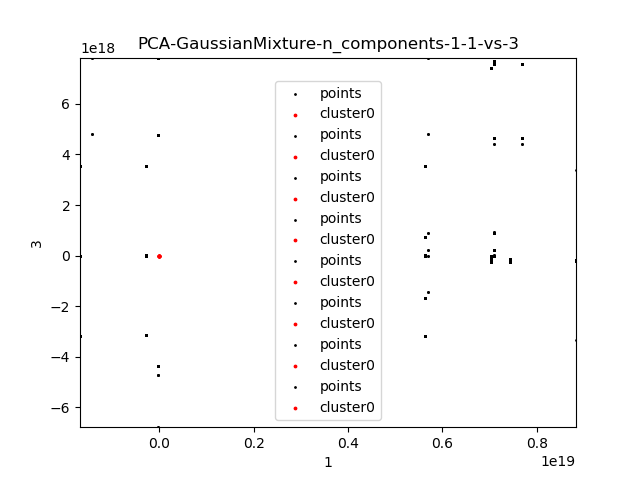 PCA-GaussianMixture-n_components-1-1-vs-3
1e18
points
cluster0
points
cluster0
points
cluster0
points
cluster0
points
cluster0
points
cluster0
points
cluster0
points
cluster0
6
4
2
0
−2
−4
−6
3
0.0 0.2 0.4 0.6 0.8
1
1e19